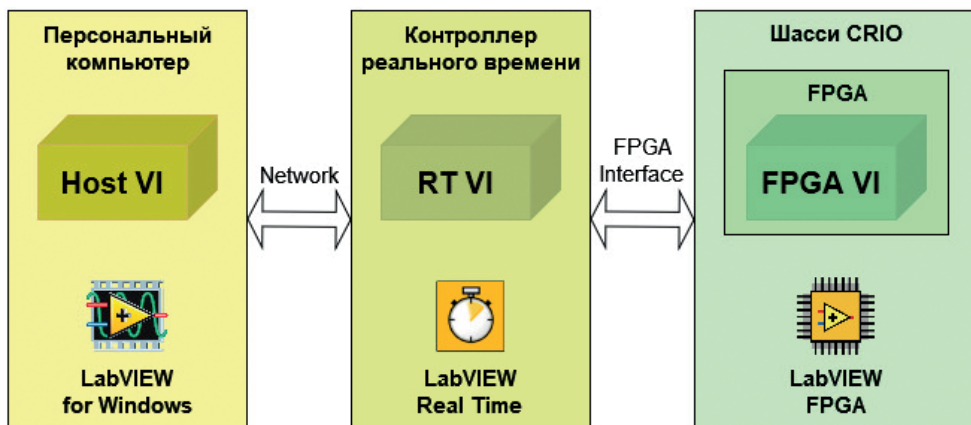 Персональный
компьютер
Host VI
LabVIEW
for Windows
Network
Контроллер
реального времени
RT VI
LabVIEW
Real Time
FPGA
Interface
Шасси CRIO
FPGA
FPGA VI
LabVIEW
FPGA